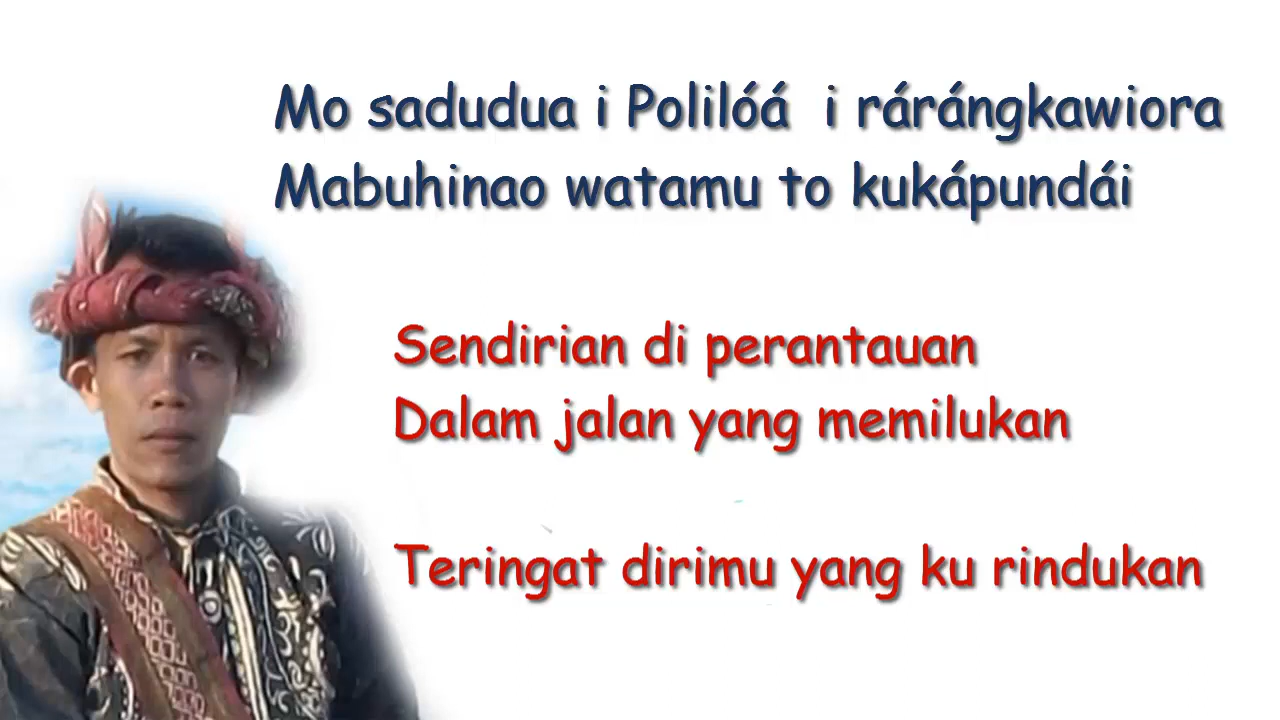 Mo sadudua i Polilóá i rárángkawiora
Mabuhinao watamu to kukápundái
Sendirian di perantauan
Dalam jalan yang memilukan
Teringat dirimu yang ku rindukan